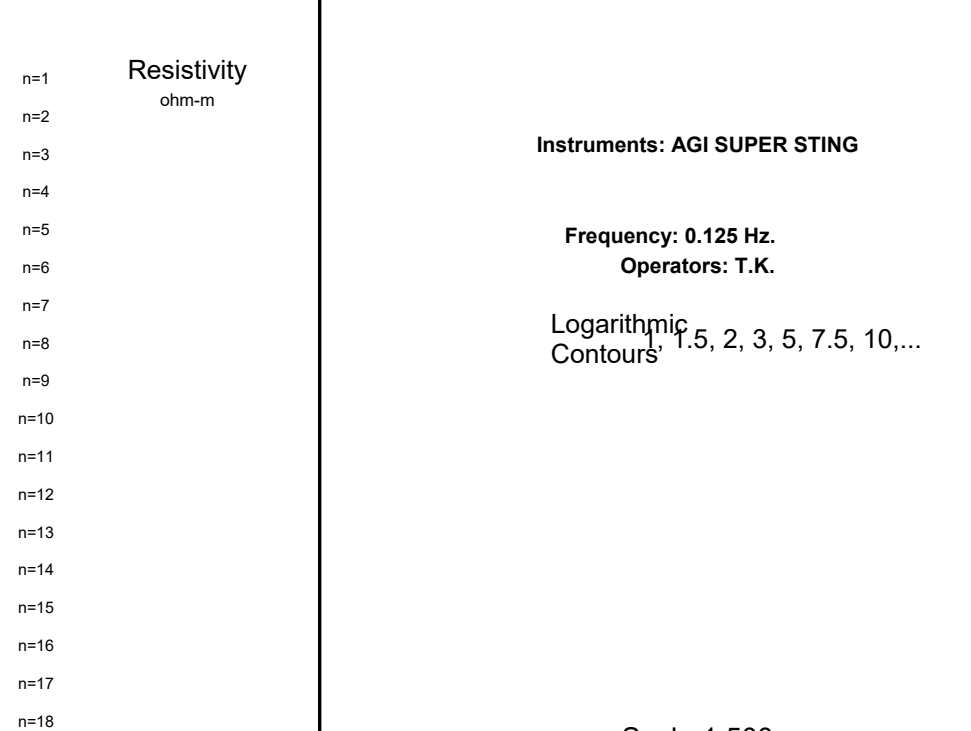 n=1
Resistivity
ohm-m
n=2
n=3
n=4
n=5
n=6
n=7
n=8
n=9
n=10
n=11
n=12
n=13
n=14
n=15
n=16
n=17
n=18
Instruments: AGI SUPER STING
Frequency: 0.125 Hz.
Operators: T.K.
Logarithmic
Contours
1, 1.5, 2, 3, 5, 7.5, 10,...